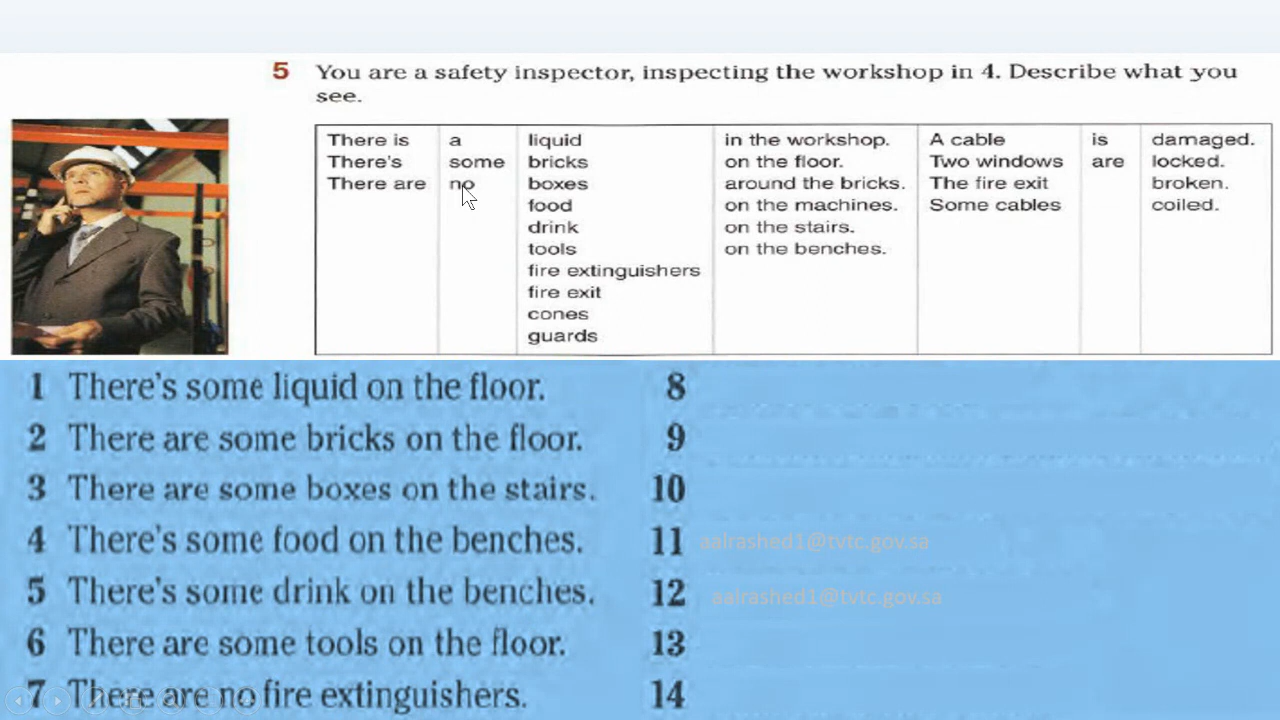 5 You are a safety inspector, inspecting the workshop in 4. Describe what you
see.
There is a liquid in the workshop. A cable is damaged.
There's some bricks on the floor. Two windows are locked.
There are no boxes around the bricks. The fire exit broken.
food on the machines. Some cables coiled.
drink on the stairs.
tools on the benches.
fire extinguishers
fire exit
cones
guards
1 There's some liquid on the floor.
2 There are some bricks on the floor.
3 There are some boxes on the stairs.
4 There's some food on the benches.
5 There's some drink on the benches.
6 There are some tools on the floor.
7 There are no fire extinguishers.
8
9
10
11 aalrashed1@tvtc.gov.sa
12 aalrashed1@tvtc.gov.sa
13
14